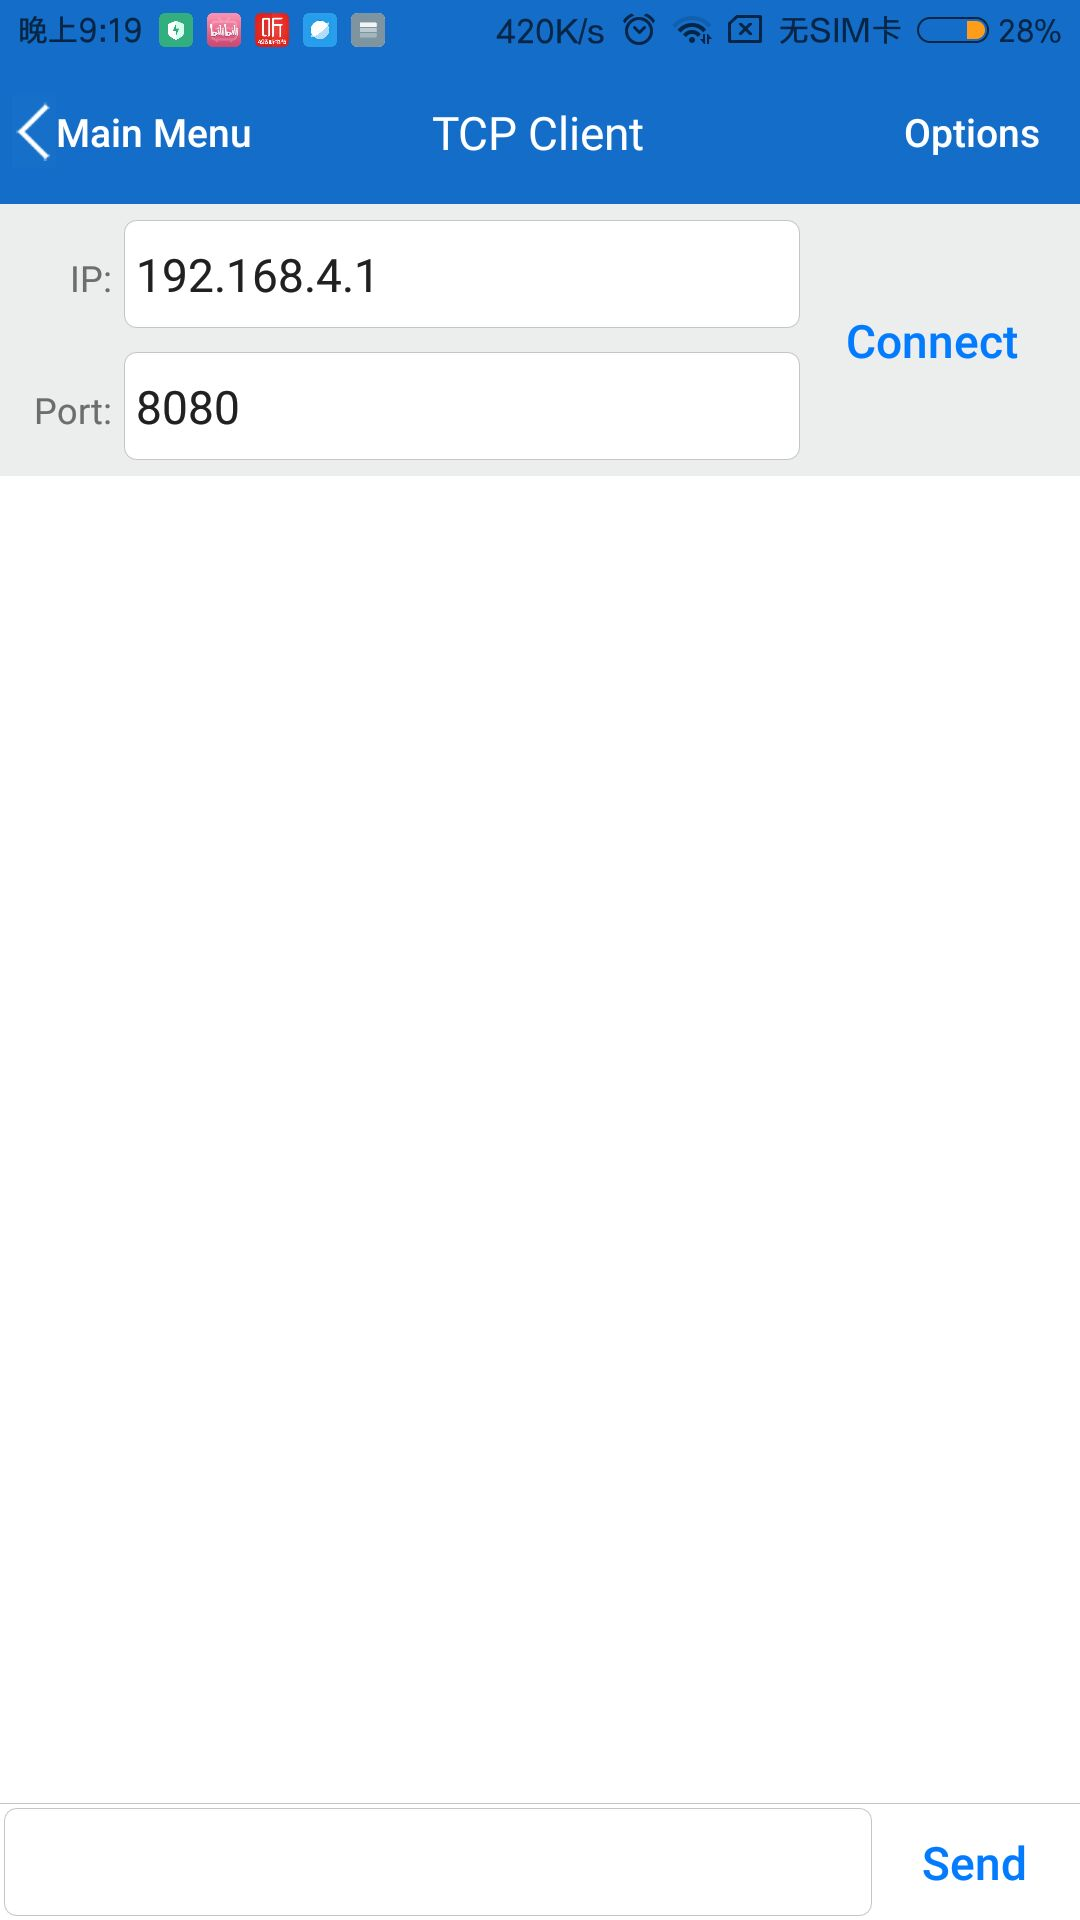 晚上9:19 420K/s 无SIM卡 28%
Main Menu TCP Client Options
IP: 192.168.4.1
Connect
Port: 8080
Send